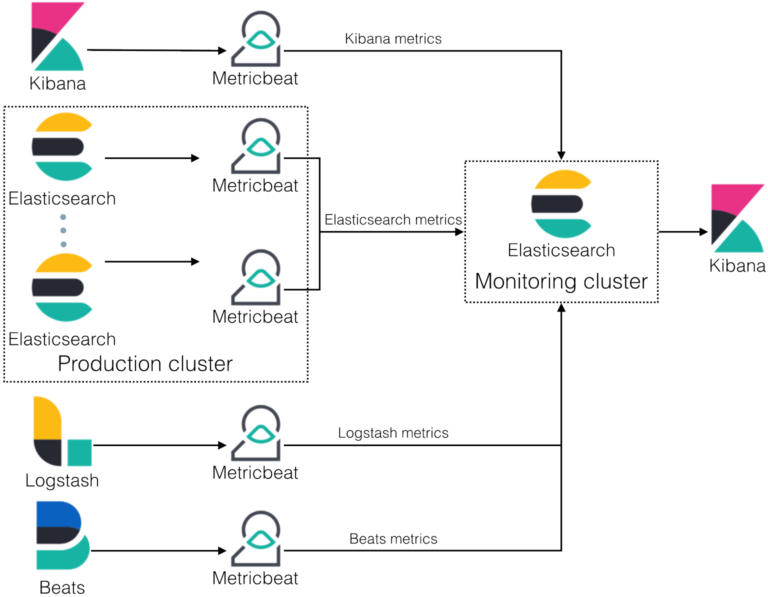 Kibana metrics
Kibana
Metricbeat
Elasticsearch
Metricbeat
Elasticsearch metrics
Elasticsearch
Monitoring cluster
Kibana
Elasticsearch
Metricbeat
Production cluster
Logstash metrics
Logstash
Metricbeat
Beats metrics
Beats
Metricbeat